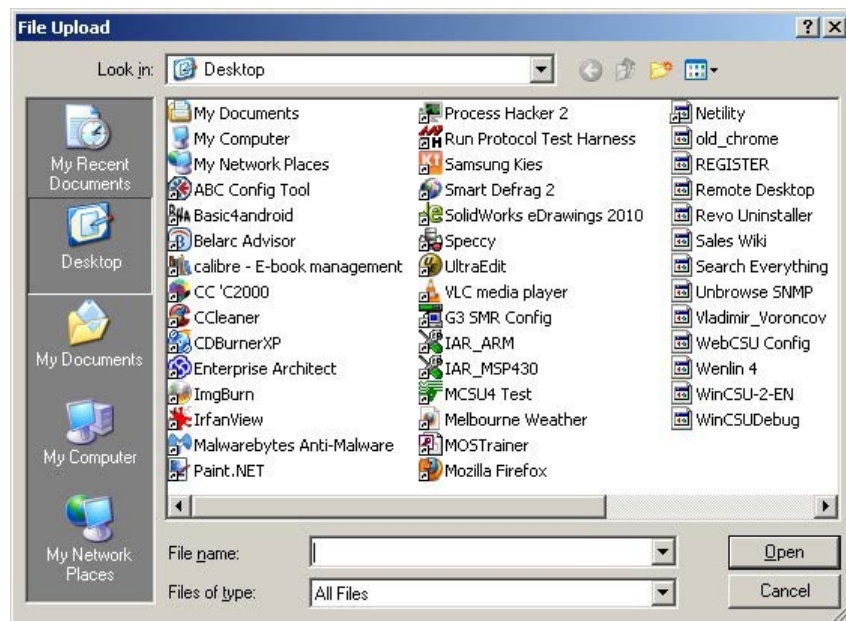 File Upload
Look in:
Desktop
My Recent
Documents
Desktop
My Documents
My Computer
My Network
Places
My Documents
My Computer
My Network Places
ABC Config Tool
Basic4android
Belarc Advisor
calibre - E-book management
CC 'C2000
CCleaner
CDBurnerXP
Enterprise Architect
ImgBurn
IrfanView
Malwarebytes Anti-Malware
Paint.NET
Process Hacker 2
Run Protocol Test Harness
Samsung Kies
Smart Defrag 2
SolidWorks eDrawings 2010
Speccy
UltraEdit
VLC media player
G3 SMR Config
IAR_ARM
IAR_MSP430
MCSU4 Test
Melbourne Weather
MOSTrainer
Mozilla Firefox
Netility
old_chrome
REGISTER
Remote Desktop
Revo Uninstaller
Sales Wiki
Search Everything
Unbrowse SNMP
Vladimir_Voroncov
WebCSU Config
Wenlin 4
WinCSU-2-EN
WinCSUDebug
File name:
Open
Files of type:
All Files
Cancel